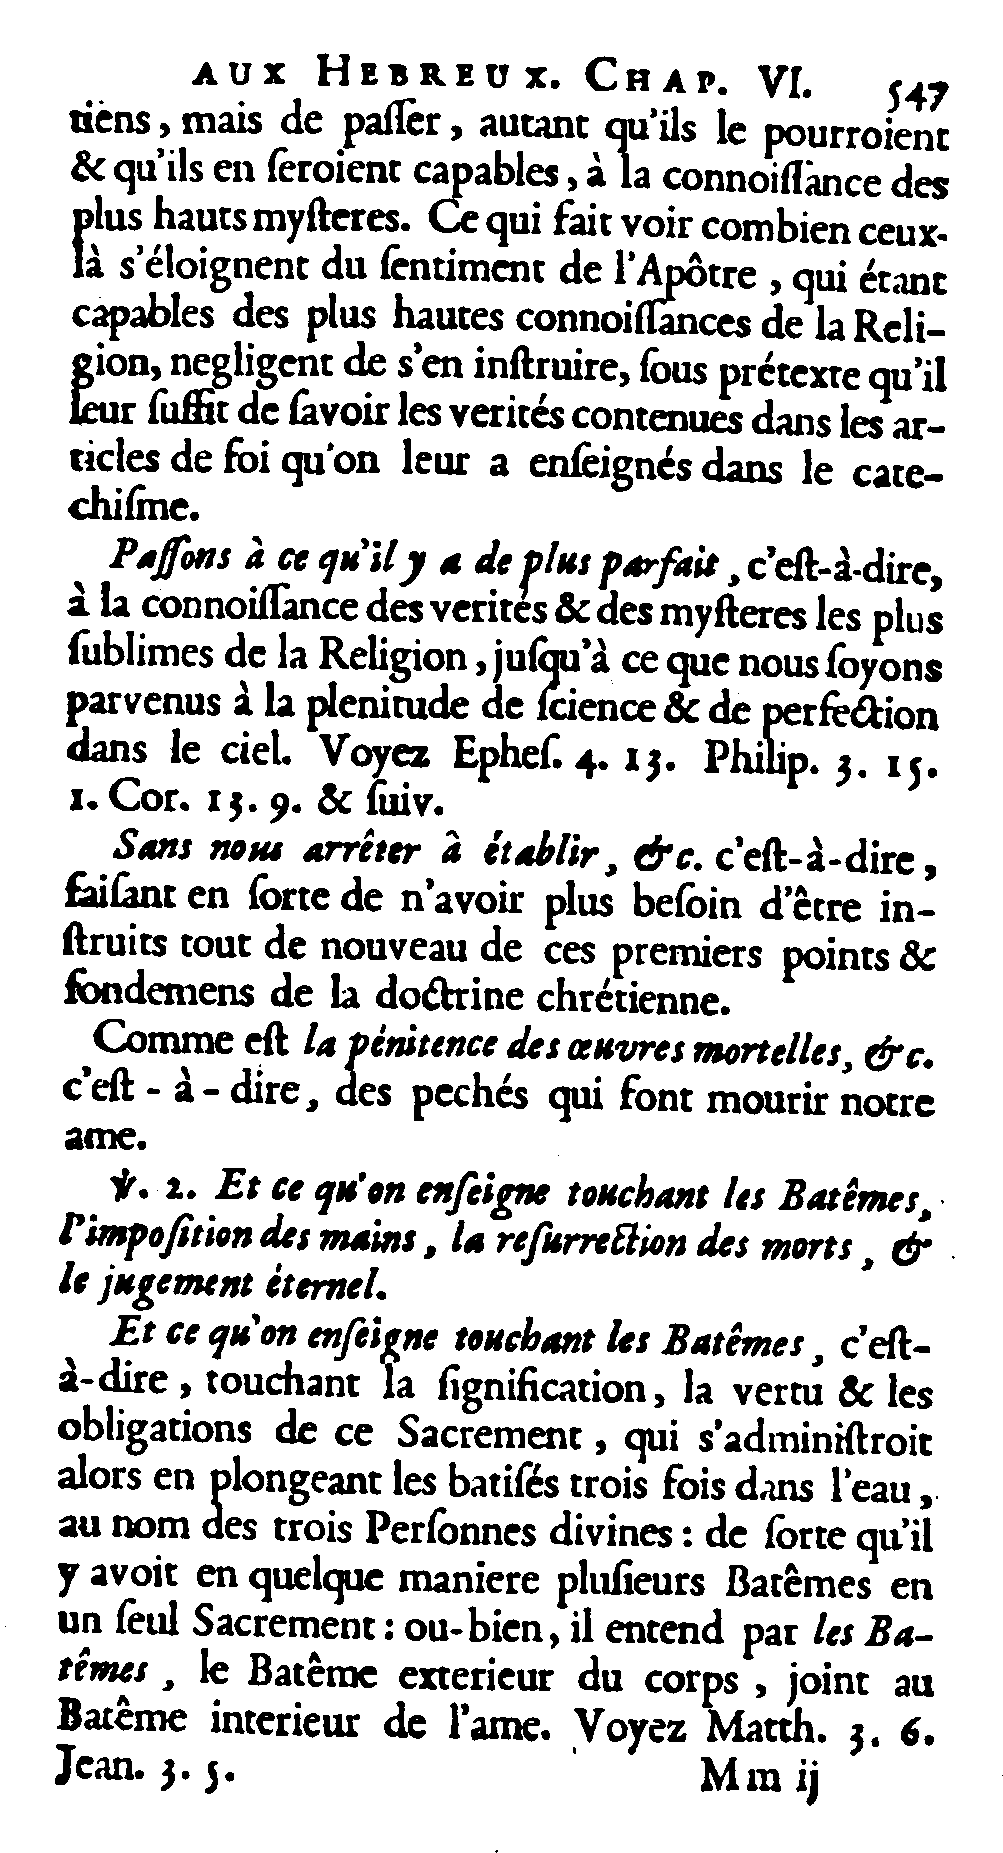 AUX HEBREUX. CHAP. VI. 547
tiens, mais de paſſer, autant qu'ils le pourroient
& qu'ils en ſeroient capables, à la connoiſſance des
plus hauts myſteres. Ce qui fait voir combien ceux-
là s'éloignent du ſentiment de l'Apôtre, qui étant
capables des plus hautes connoiſſances de la Reli-
gion, negligent de s'en inſtruire, ſous prétexte qu'il
leur ſuffit de ſavoir les verités contenues dans les ar-
ticles de foi qu'on leur a enſeignés dans le cate-
chiſme.
Paſſons à ce qu'il y a de plus parfait, c'eſt-à-dire,
à la connoiſſance des verités & des myſteres les plus
ſublimes de la Religion, juſqu'à ce que nous ſoyons
parvenus à la plenitude de ſcience & de perfection
dans le ciel. Voyez Epheſ. 4. 13. Philip. 3. 15.
1. Cor. 13. 9. & ſuiv.
Sans nous arrêter à établir, &c. c'eſt-à-dire,
faiſant en ſorte de n'avoir plus beſoin d'être in-
ſtruits tout de nouveau de ces premiers points &
fondemens de la doctrine chrétienne.
Comme eſt la pénitence des œuvres mortelles, &c.
c'eſt-à-dire, des pechés qui font mourir notre
ame.
℣. 2. Et ce qu'on enſeigne touchant les Batêmes,
l'impoſition des mains, la reſurrection des morts, &
le jugement éternel.
Et ce qu'on enſeigne touchant les Batêmes, c'eſt-
à-dire, touchant la ſignification, la vertu & les
obligations de ce Sacrement, qui s'adminiſtroit
alors en plongeant les batiſés trois fois dans l'eau,
au nom des trois Perſonnes divines : de ſorte qu'il
y avoit en quelque maniere pluſieurs Batêmes en
un ſeul Sacrement : ou-bien, il entend par les Ba-
têmes, le Batême exterieur du corps, joint au
Batême interieur de l'ame. Voyez Matth. 3. 6.
Jean. 3. 5.
M m ij